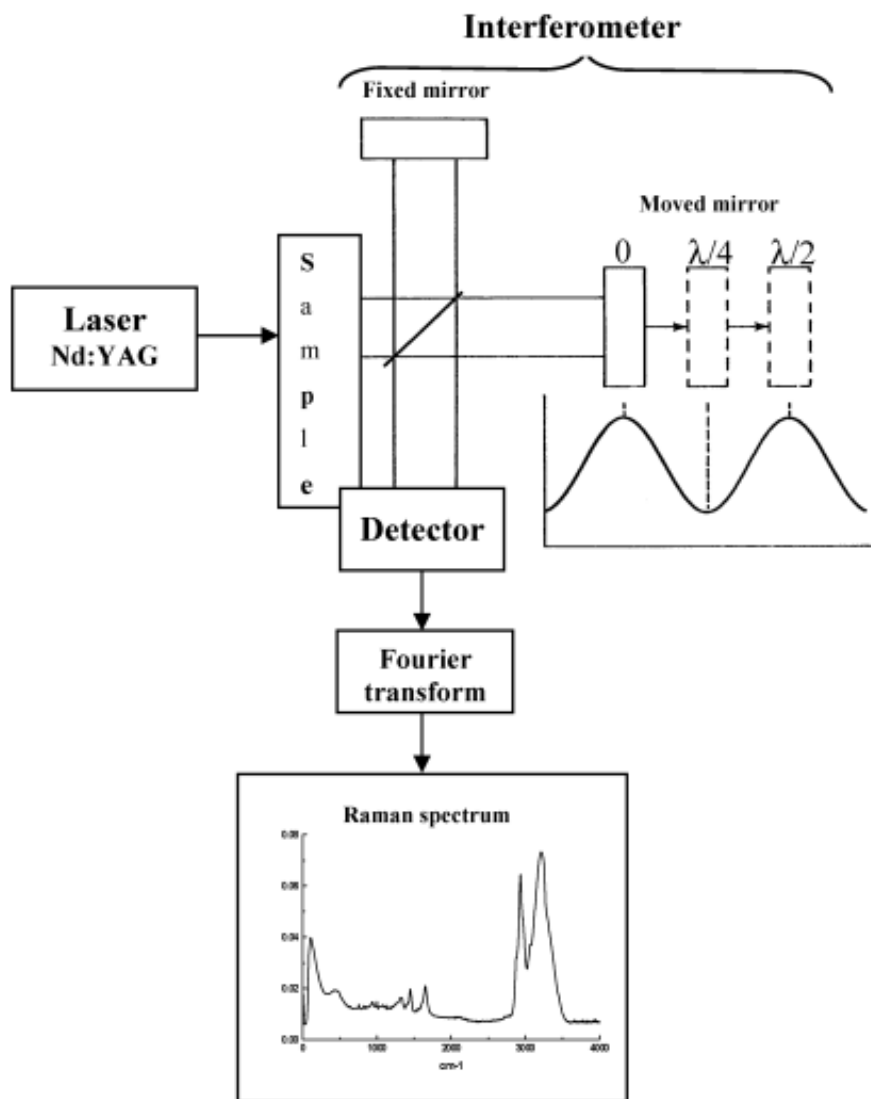 Interferometer
Fixed mirror
Moved mirror
0
λ/4
λ/2
S
a
m
p
l
e
Laser
Nd:YAG
Detector
Fourier
transform
Raman spectrum
0.08
0.06
0.04
0.02
0.00
0
1000
2000
3000
4000
cm-1